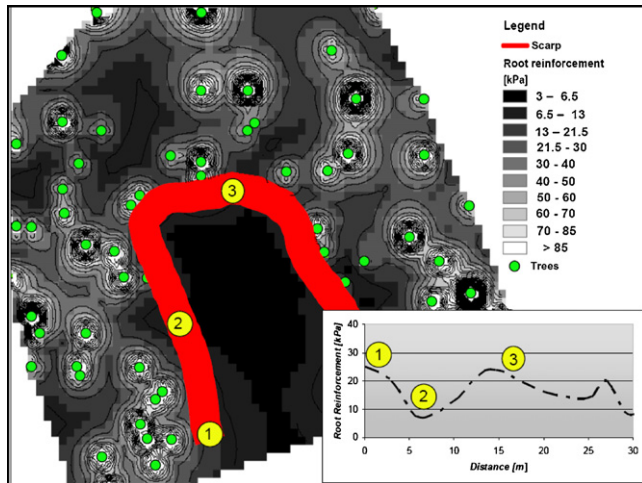 Legend
Scarp
Root reinforcement
[kPa]
3 – 6.5
6.5 – 13
13 – 21.5
21.5 - 30
30 - 40
40 - 50
50 - 60
60 - 70
70 - 85
> 85
Trees
3
2
1
Root Reinforcement [kPa]
40
30
20
10
0
1
2
3
0
5
10
15
20
25
30
Distance [m]